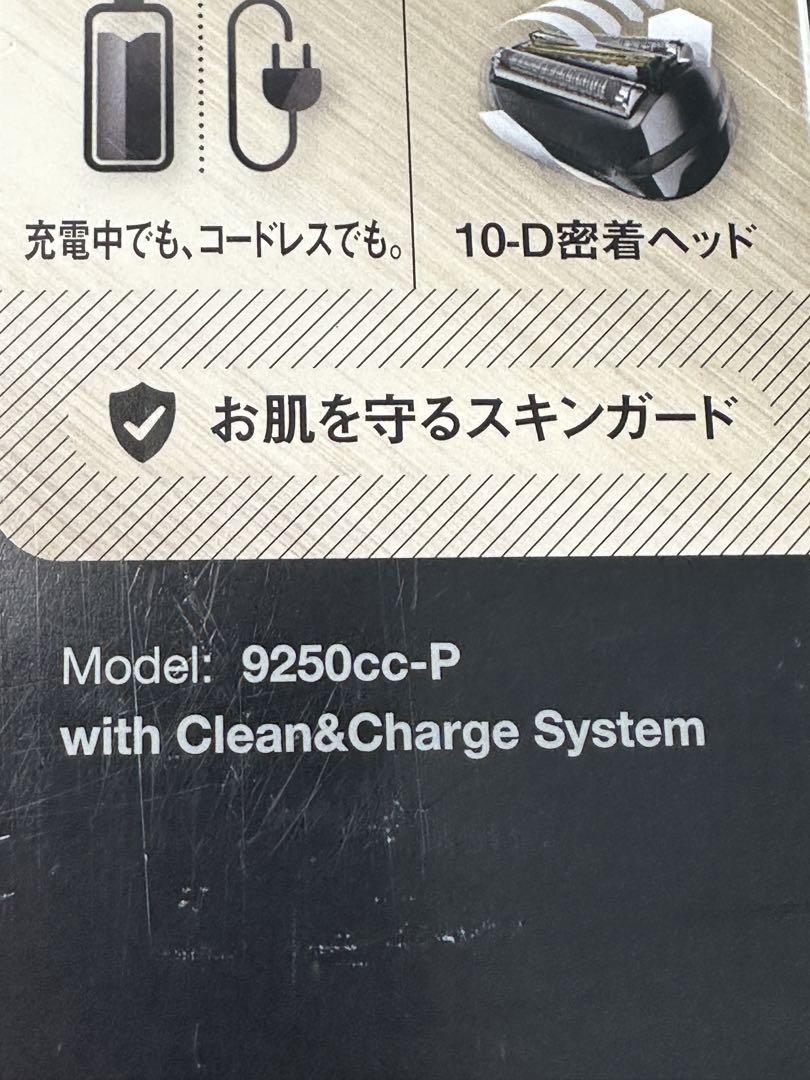 充電中でも、コードレスでも。
10-D密着ヘッド
お肌を守るスキンガード
Model: 9250cc-P
with Clean&Charge System